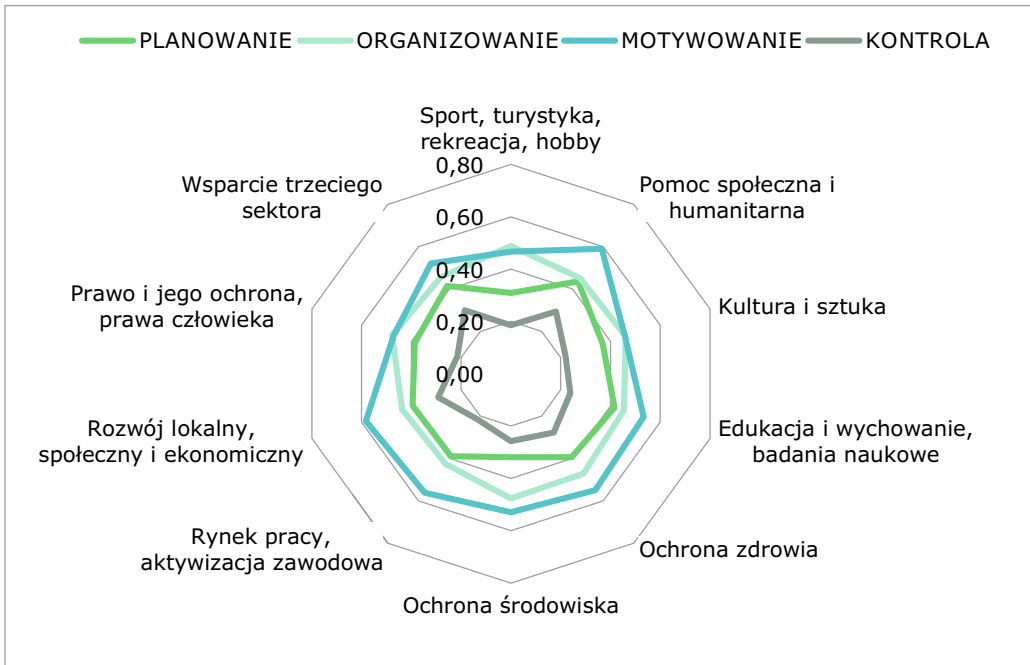 PLANOWANIE ORGANIZOWANIE MOTYWOWANIE KONTROLA
Sport, turystyka,
rekreacja, hobby
Pomoc społeczna i
humanitarna
Kultura i sztuka
Edukacja i wychowanie,
badania naukowe
Ochrona zdrowia
Ochrona środowiska
Rynek pracy,
aktywizacja zawodowa
Rozwój lokalny,
społeczny i ekonomiczny
Prawo i jego ochrona,
prawa człowieka
Wsparcie trzeciego
sektora
0,80
0,60
0,40
0,20
0,00